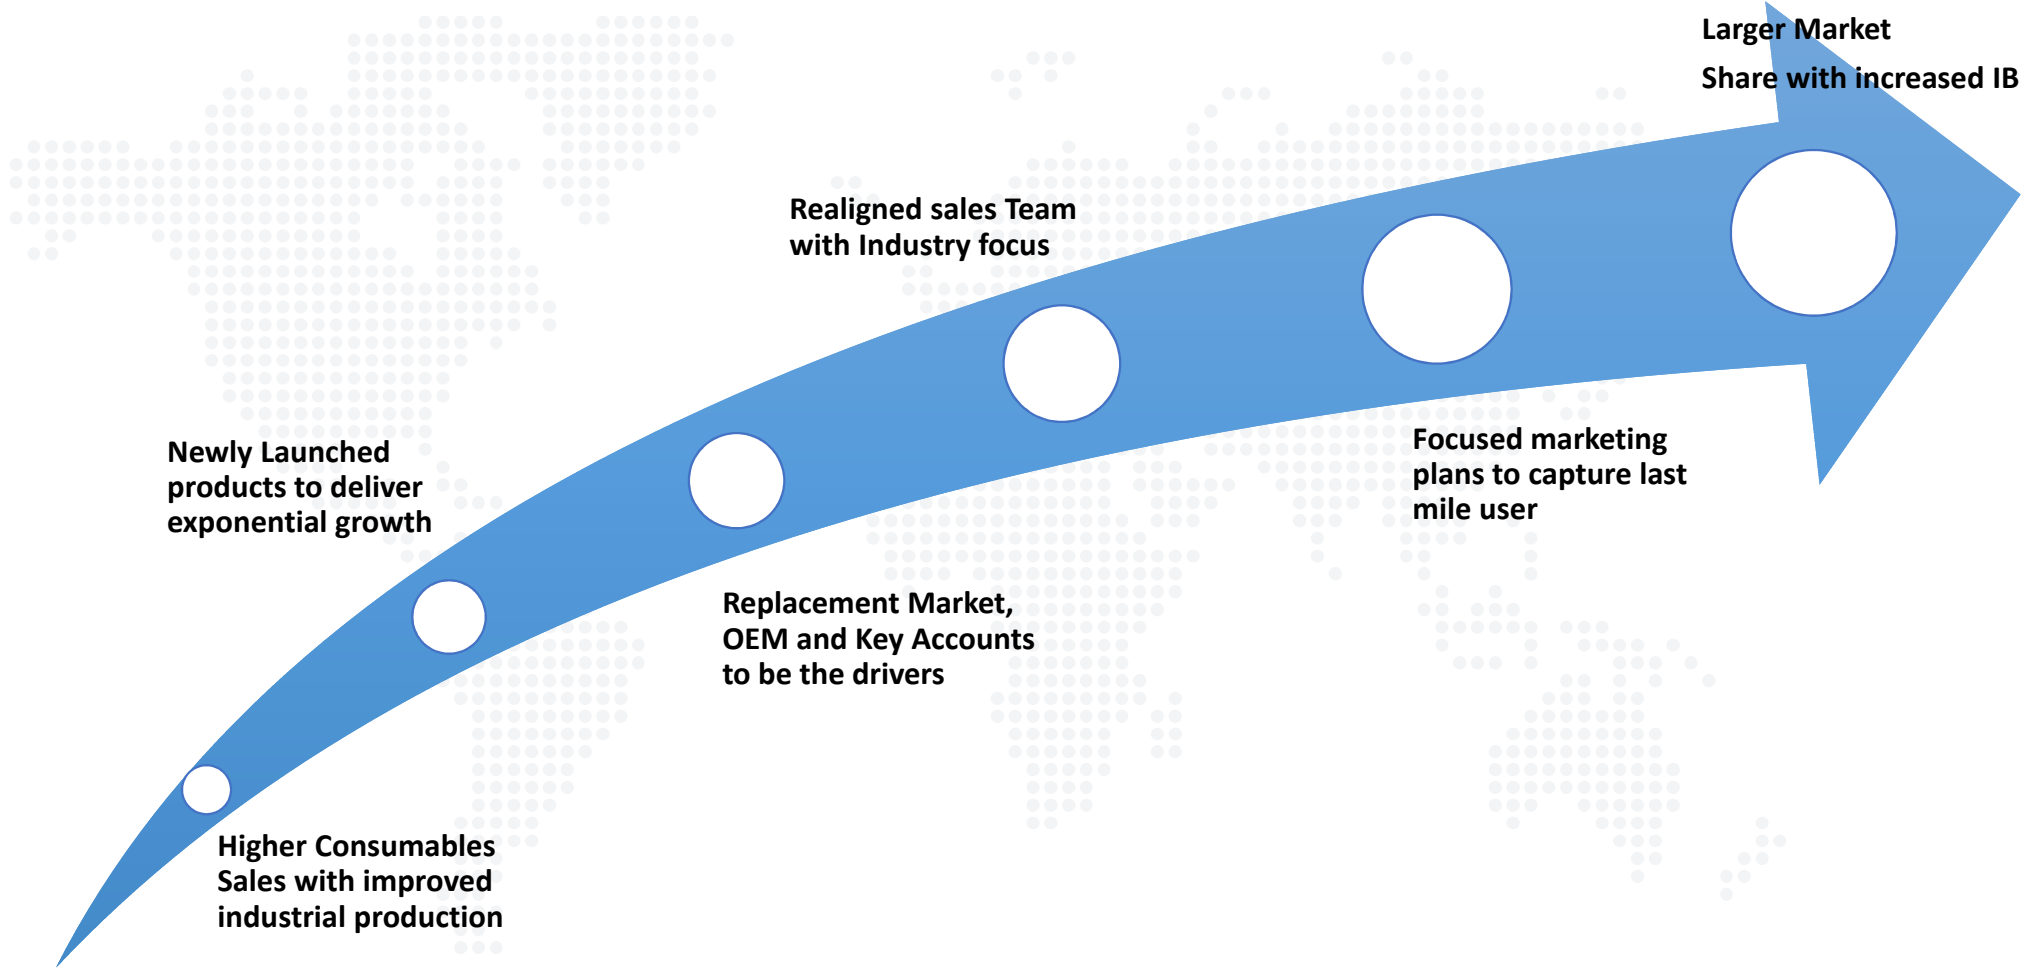 Larger Market
Share with increased IB
Realigned sales Team
with Industry focus
Focused marketing
plans to capture last
mile user
Newly Launched
products to deliver
exponential growth
Replacement Market,
OEM and Key Accounts
to be the drivers
Higher Consumables
Sales with improved
industrial production